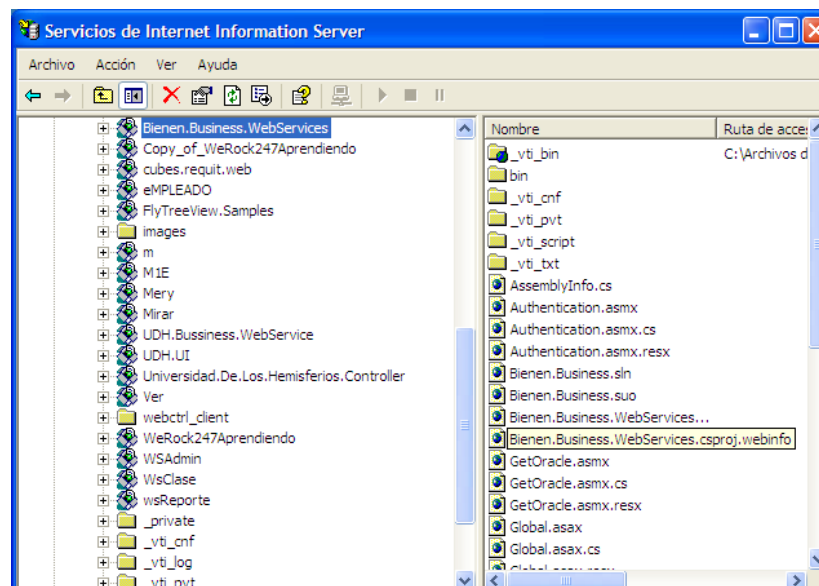 Servicios de Internet Information Server
Archivo Acción Ver Ayuda
Bienen.Business.WebServices
Copy_of_WeRock247Aprendiendo
cubes.requit.web
eMPLEADO
FlyTreeView.Samples
images
m
M1E
Mery
Mirar
UDH.Bussiness.WebService
UDH.UI
Universidad.De.Los.Hemisferios.Controller
Ver
webctrl_client
WeRock247Aprendiendo
WSAdmin
WsClase
wsReporte
_private
_vti_cnf
_vti_log
_vti_pvt
Nombre Ruta de acce
_vti_bin C:\Archivos d
bin
_vti_cnf
_vti_pvt
_vti_script
_vti_txt
AssemblyInfo.cs
Authentication.asmx
Authentication.asmx.cs
Authentication.asmx.resx
Bienen.Business.sln
Bienen.Business.suo
Bienen.Business.WebServices...
Bienen.Business.WebServices.csproj.webinfo
GetOracle.asmx
GetOracle.asmx.cs
GetOracle.asmx.resx
Global.asax
Global.asax.cs
Global.asax.resx